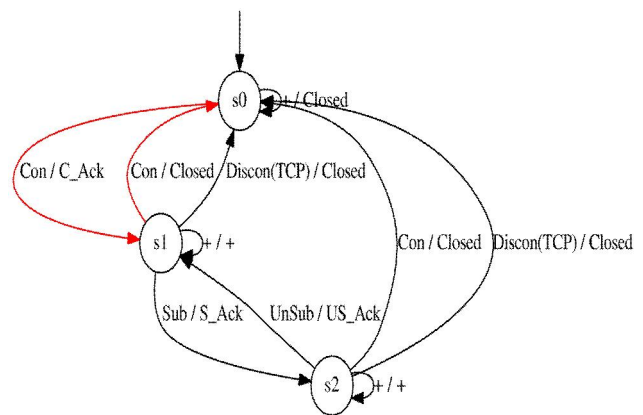 s0
+ / Closed
Con / C_Ack
Con / Closed
Discon(TCP) / Closed
s1
+ / +
Con / Closed
Discon(TCP) / Closed
Sub / S_Ack
UnSub / US_Ack
s2
+ / +